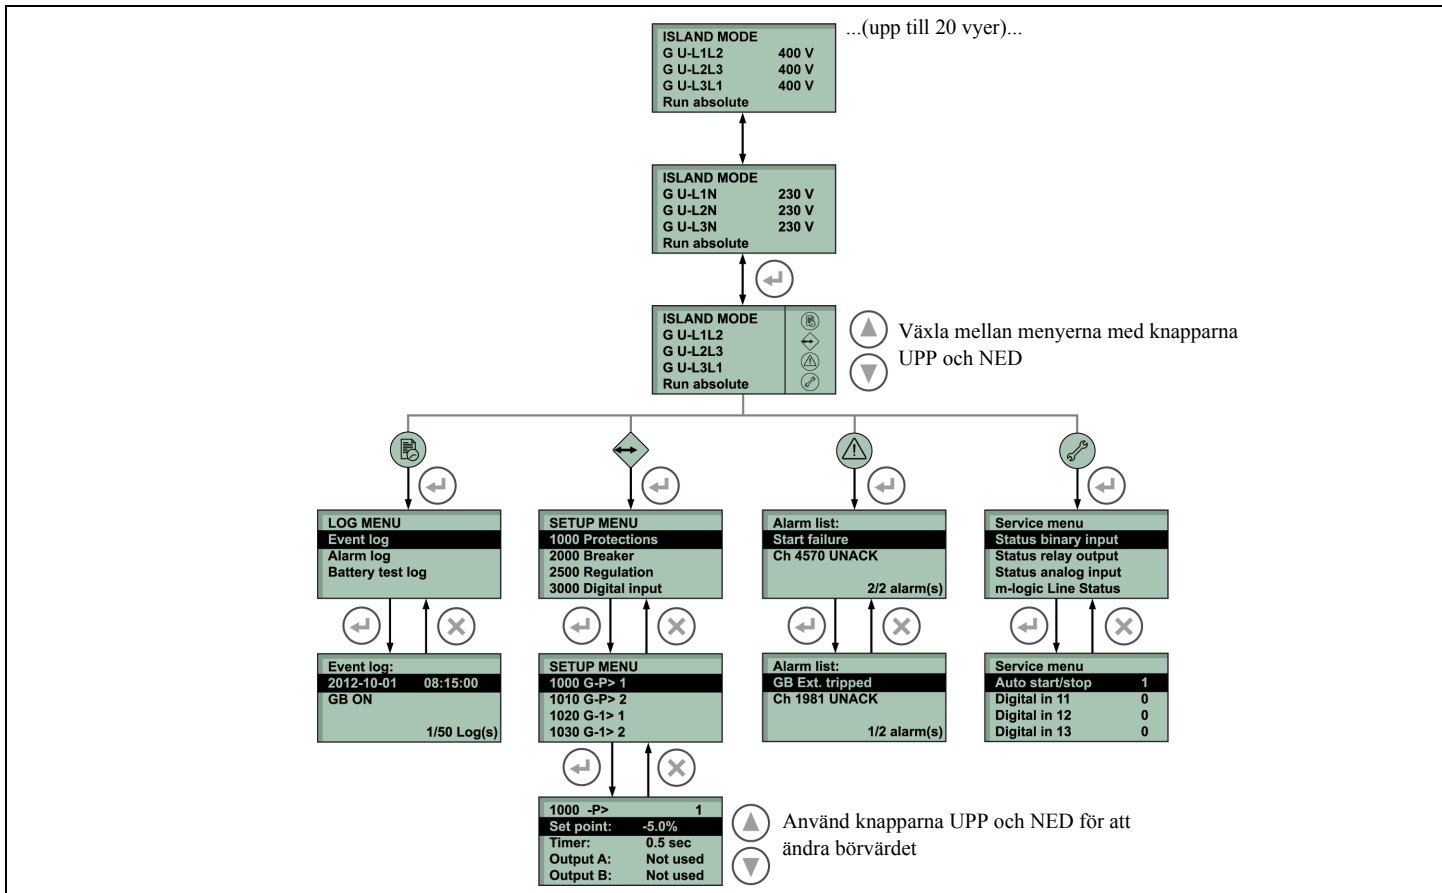 ISLAND MODE
G U-L1L2 400 V
G U-L2L3 400 V
G U-L3L1 400 V
Run absolute
...(upp till 20 vyer)...
ISLAND MODE
G U-L1N 230 V
G U-L2N 230 V
G U-L3N 230 V
Run absolute
ISLAND MODE
G U-L1L2
G U-L2L3
G U-L3L1
Run absolute
Växla mellan menyerna med knapparna
UPP och NED
LOG MENU
Event log
Alarm log
Battery test log
SETUP MENU
1000 Protections
2000 Breaker
2500 Regulation
3000 Digital input
Alarm list:
Start failure
Ch 4570 UNACK
2/2 alarm(s)
Service menu
Status binary input
Status relay output
Status analog input
m-logic Line Status
Event log:
2012-10-01 08:15:00
GB ON
1/50 Log(s)
SETUP MENU
1000 G-P> 1
1010 G-P> 2
1020 G-1> 1
1030 G-1> 2
Alarm list:
GB Ext. tripped
Ch 1981 UNACK
1/2 alarm(s)
Service menu
Auto start/stop 1
Digital in 11 0
Digital in 12 0
Digital in 13 0
1000 -P> 1
Set point: -5.0%
Timer: 0.5 sec
Output A: Not used
Output B: Not used
Använd knapparna UPP och NED för att
ändra börvärdet